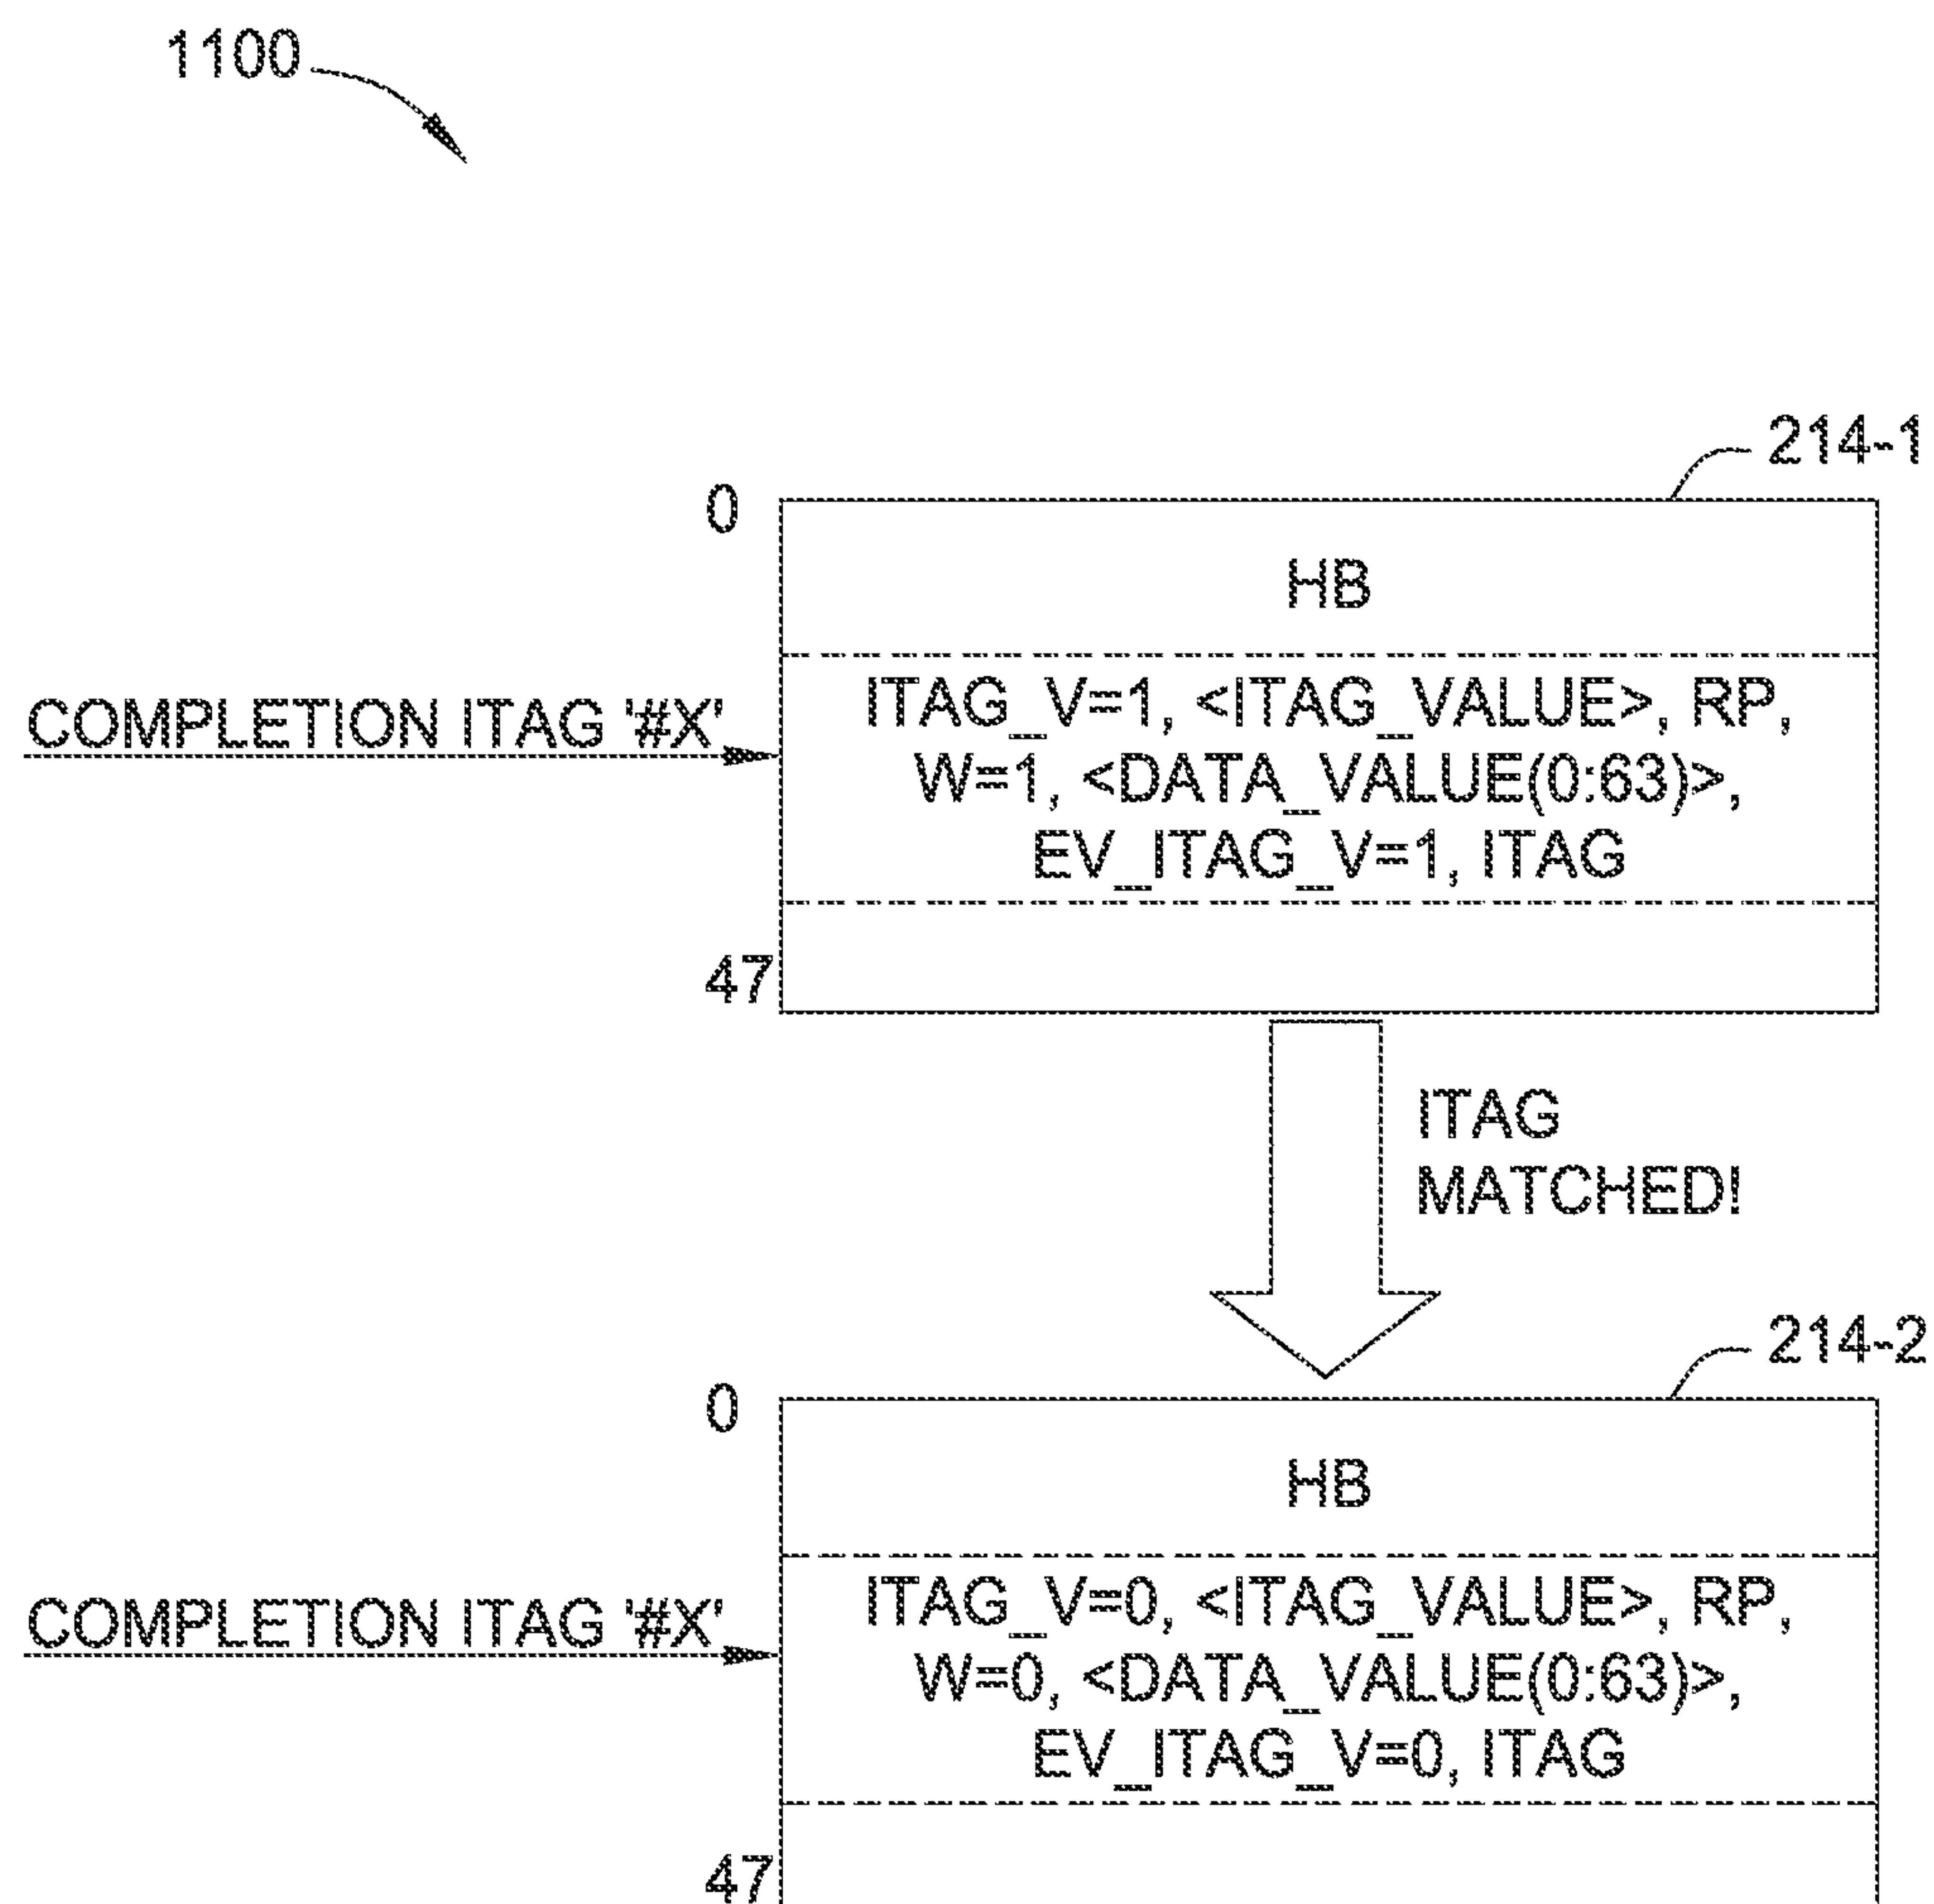 1100
214-1
0
HB
COMPLETION ITAG '#X'
ITAG_V=1, <ITAG_VALUE>, RP,
W=1, <DATA_VALUE(0:63)>,
EV_ITAG_V=1, ITAG
47
ITAG
MATCHED!
214-2
0
HB
COMPLETION ITAG '#X'
ITAG_V=0, <ITAG_VALUE>, RP,
W=0, <DATA_VALUE(0:63)>,
EV_ITAG_V=0, ITAG
47